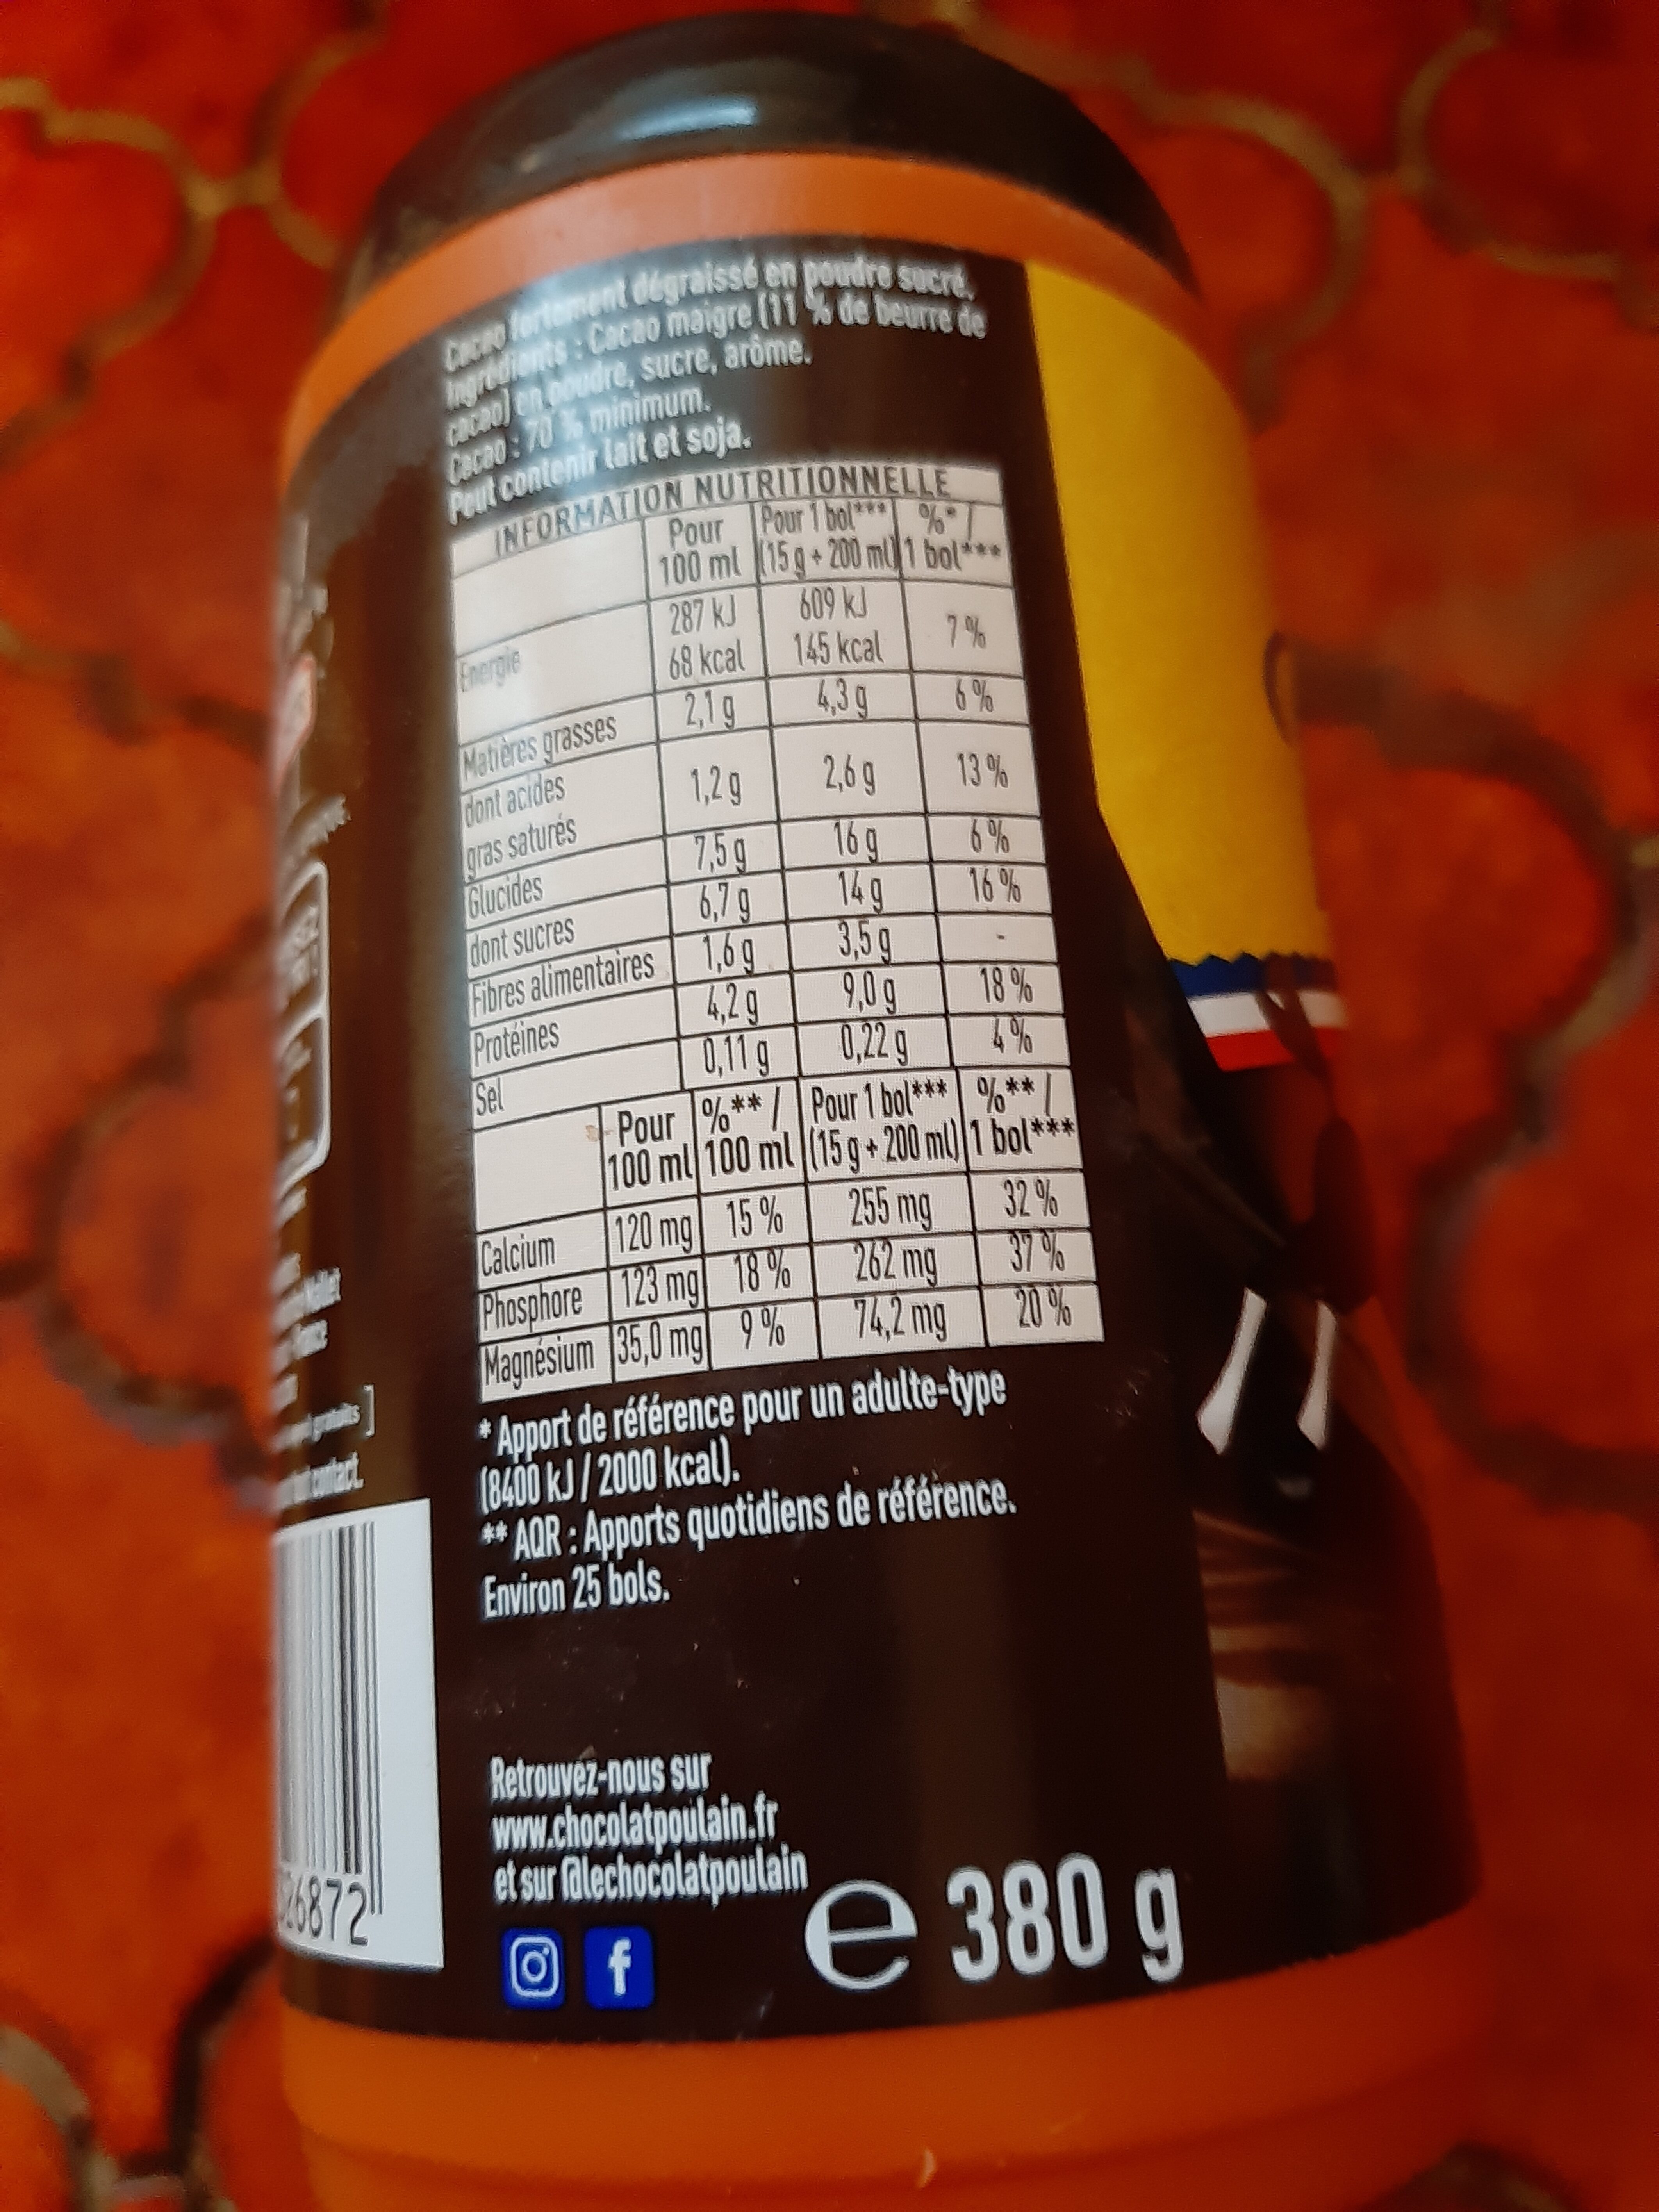 Cacao fortement dégraissé en poudre sucré.
Ingrédients : Cacao maigre (11 % de beurre de
cacao) en poudre, sucre, arôme.
Cacao : 70 % minimum.
Peut contenir lait et soja.
INFORMATION NUTRITIONNELLE
Pour 100 ml Pour 1 bol*** (15 g + 200 ml) %* / 1 bol***
Energie 287 kJ 68 kcal 609 kJ 145 kcal 7 %
Matières grasses 2,1 g 4,3 g 6 %
dont acides gras saturés 1,2 g 2,6 g 13 %
Glucides 7,5 g 16 g 6 %
dont sucres 6,7 g 14 g 16 %
Fibres alimentaires 1,6 g 3,5 g -
Protéines 4,2 g 9,0 g 18 %
Sel 0,11 g 0,22 g 4 %
Pour 100 ml %** / 100 ml Pour 1 bol*** (15 g + 200 ml) %** / 1 bol***
Calcium 120 mg 15 % 255 mg 32 %
Phosphore 123 mg 18 % 262 mg 37 %
Magnésium 35,0 mg 9 % 74,2 mg 20 %
* Apport de référence pour un adulte-type
(8400 kJ / 2000 kcal).
** AQR : Apports quotidiens de référence.
Environ 25 bols.
Retrouvez-nous sur
www.chocolatpoulain.fr
et sur @lechocolatpoulain
e 380 g
contact.
26872